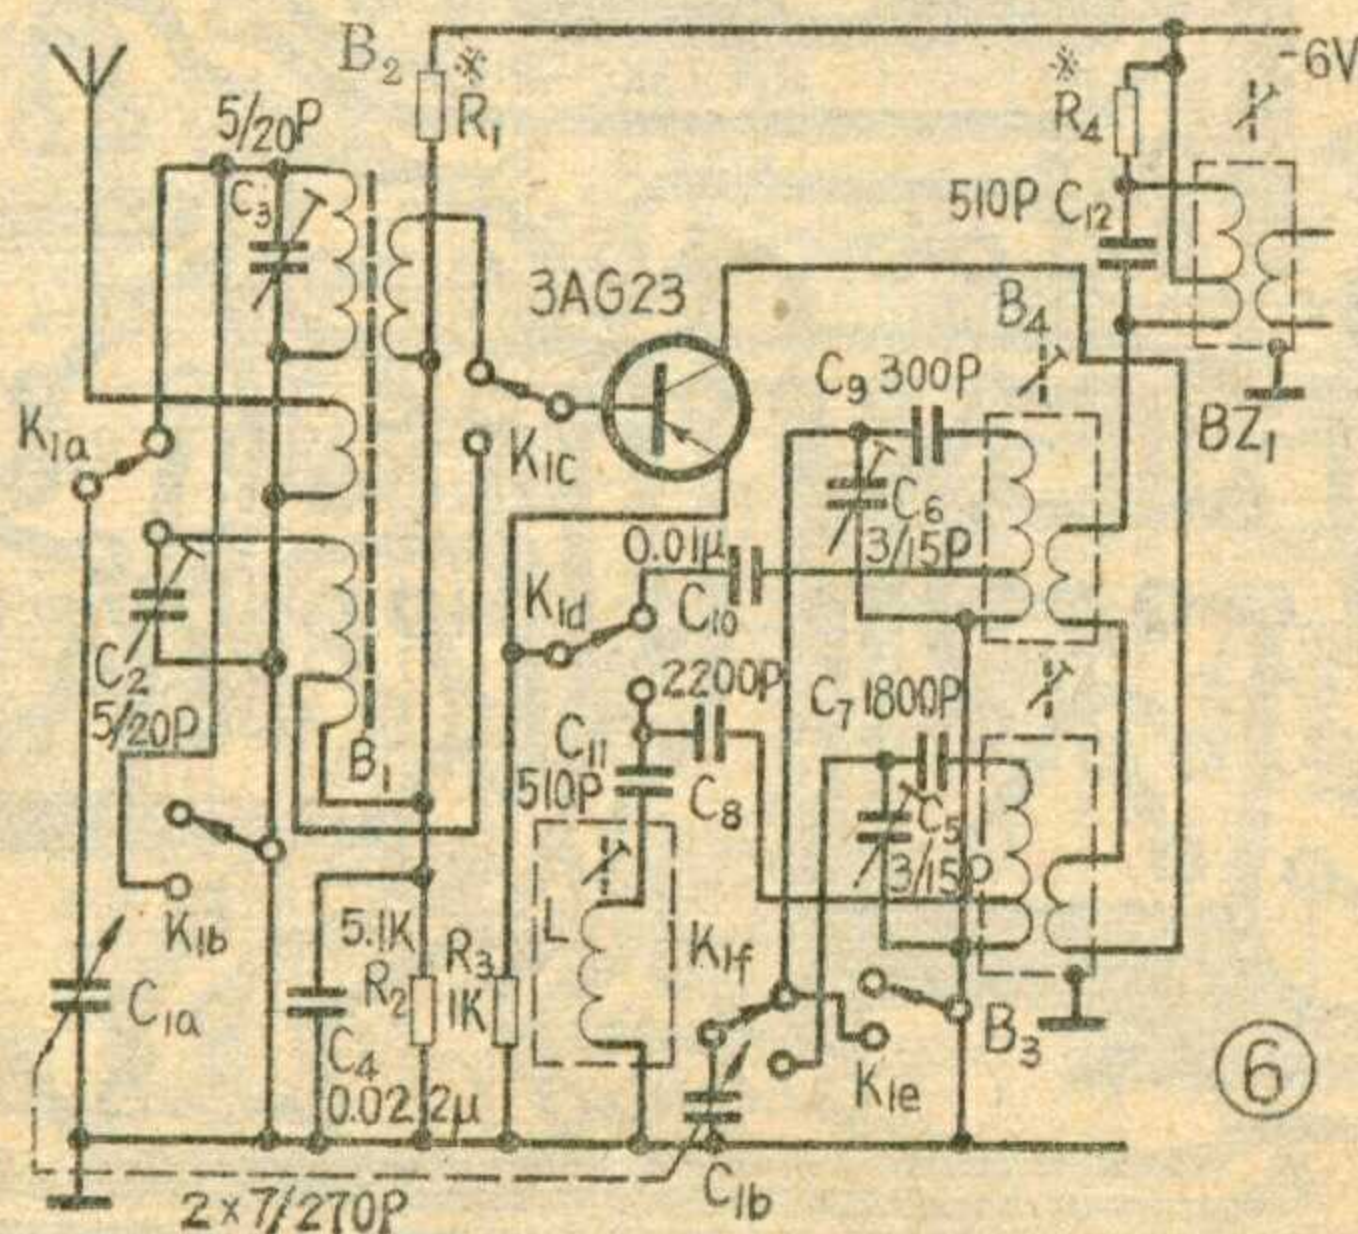 B₂
5/20P
※
R₁
-6V
※
R₄
C₃
510P C₁₂
3AG23
B₄
C₉ 300P
K₁a
K₁c
BZ₁
C₆
3/15P
0.01μ
K₁d
C₁₀
C₂
5/20P
2200P
C₇ 1800P
B₁
C₁₁
510P
C₈
C₅
3/15P
K₁b
5.1K
R₂
R₃
1K
L
K₁f
C₁a
C₄
0.022μ
B₃
K₁e
⑥
2×7/270P
C₁b